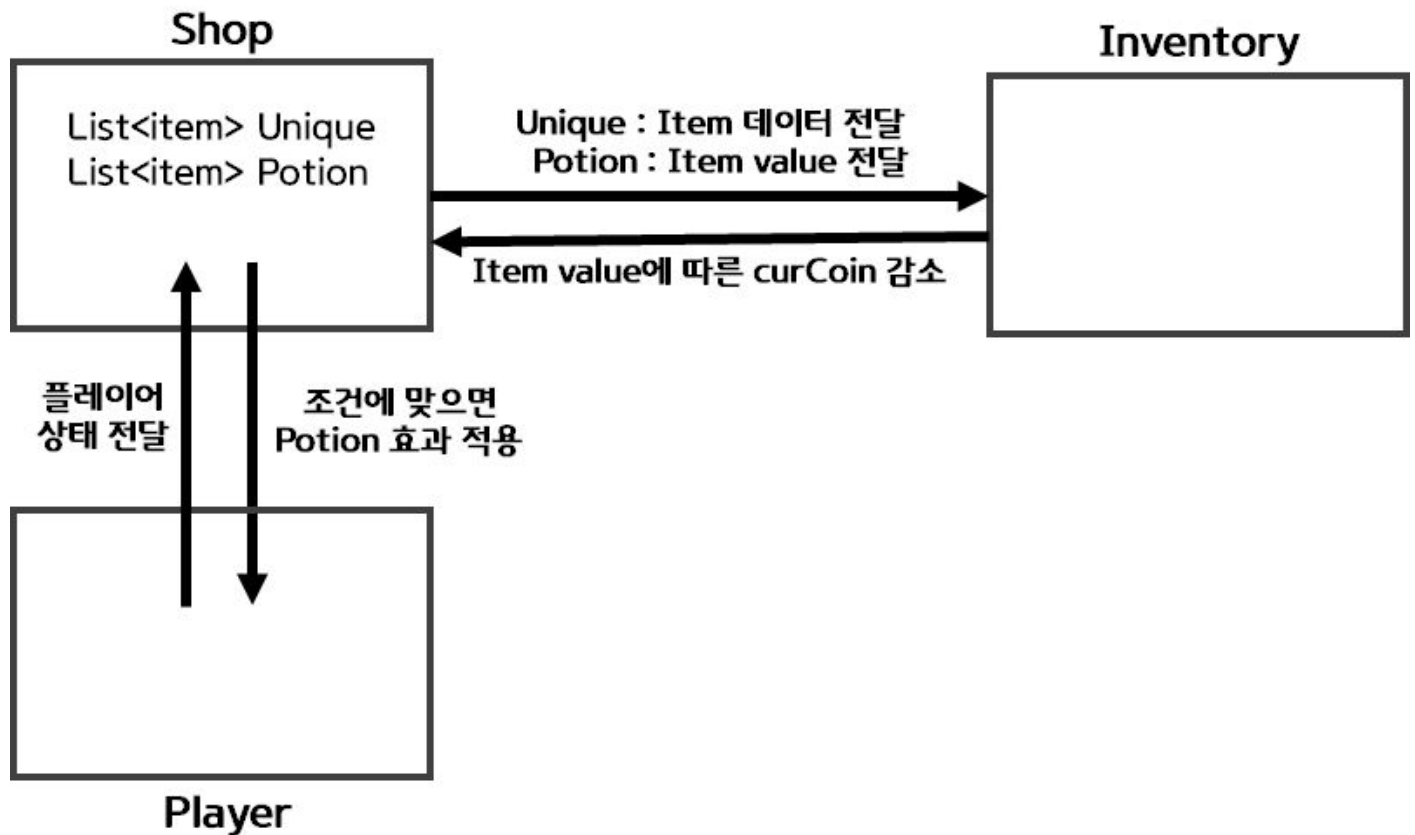 Shop
List<item> Unique
List<item> Potion
Unique : Item 데이터 전달
Potion : Item value 전달
Item value에 따른 curCoin 감소
Inventory
플레이어
상태 전달
조건에 맞으면
Potion 효과 적용
Player